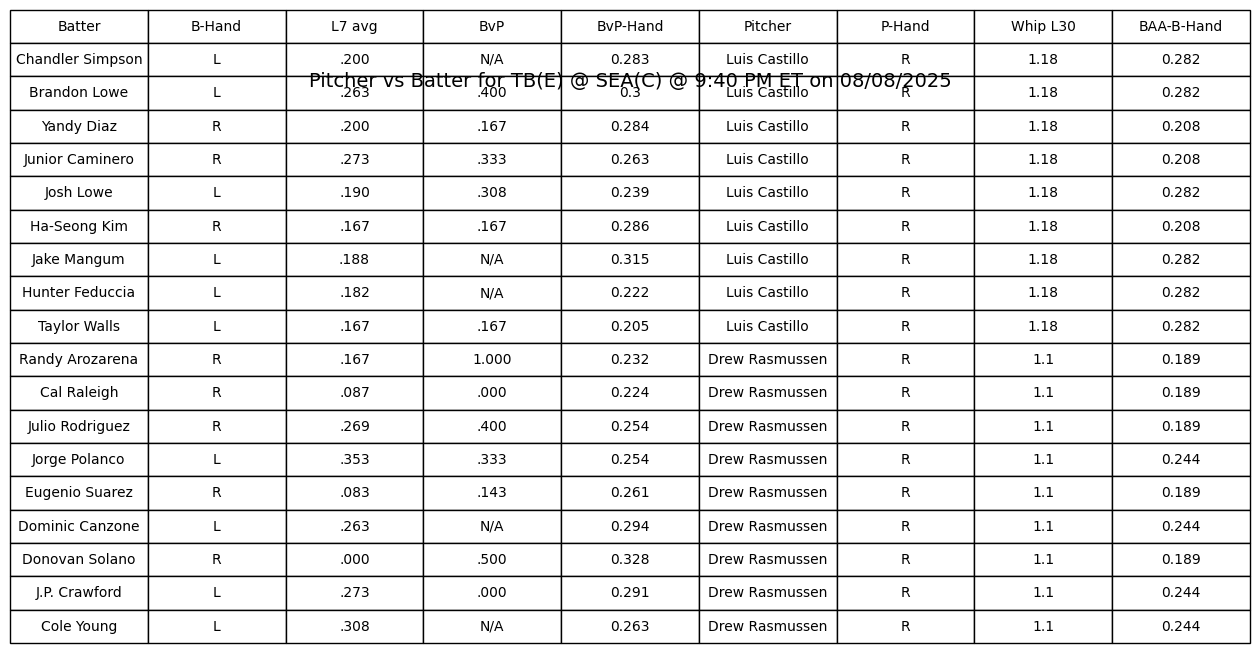 Batter B-Hand L7 avg BvP BvP-Hand Pitcher P-Hand Whip L30 BAA-B-Hand
Chandler Simpson L .200 N/A 0.283 Luis Castillo R 1.18 0.282
Pitcher vs Batter for TB(E) @ SEA(C) @ 9:40 PM ET on 08/08/2025
Brandon Lowe L .263 .400 0.3 Luis Castillo R 1.18 0.282
Yandy Diaz R .200 .167 0.284 Luis Castillo R 1.18 0.208
Junior Caminero R .273 .333 0.263 Luis Castillo R 1.18 0.208
Josh Lowe L .190 .308 0.239 Luis Castillo R 1.18 0.282
Ha-Seong Kim R .167 .167 0.286 Luis Castillo R 1.18 0.208
Jake Mangum L .188 N/A 0.315 Luis Castillo R 1.18 0.282
Hunter Feduccia L .182 N/A 0.222 Luis Castillo R 1.18 0.282
Taylor Walls L .167 .167 0.205 Luis Castillo R 1.18 0.282
Randy Arozarena R .167 1.000 0.232 Drew Rasmussen R 1.1 0.189
Cal Raleigh R .087 .000 0.224 Drew Rasmussen R 1.1 0.189
Julio Rodriguez R .269 .400 0.254 Drew Rasmussen R 1.1 0.189
Jorge Polanco L .353 .333 0.254 Drew Rasmussen R 1.1 0.244
Eugenio Suarez R .083 .143 0.261 Drew Rasmussen R 1.1 0.189
Dominic Canzone L .263 N/A 0.294 Drew Rasmussen R 1.1 0.244
Donovan Solano R .000 .500 0.328 Drew Rasmussen R 1.1 0.189
J.P. Crawford L .273 .000 0.291 Drew Rasmussen R 1.1 0.244
Cole Young L .308 N/A 0.263 Drew Rasmussen R 1.1 0.244